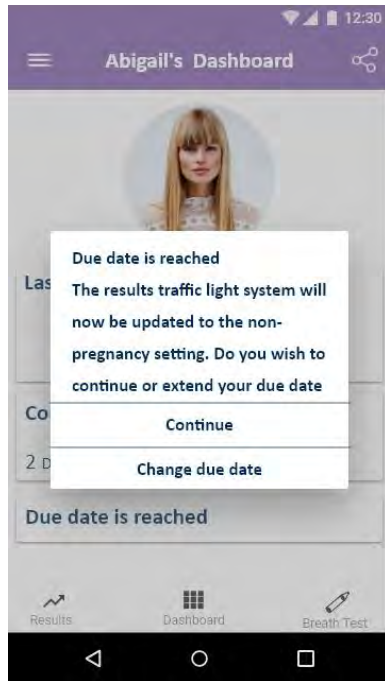 12:30
Abigail's Dashboard
Due date is reached
The results traffic light system will
now be updated to the non-
pregnancy setting. Do you wish to
continue or extend your due date
Las
Continue
Co
Change due date
2 D
Due date is reached
Results
Dashboard
Breath Test